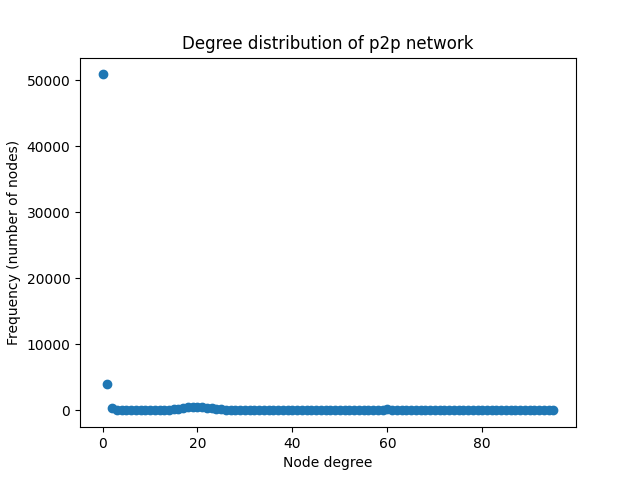 Degree distribution of p2p network
Frequency (number of nodes)
50000
40000
30000
20000
10000
0
0 20 40 60 80
Node degree